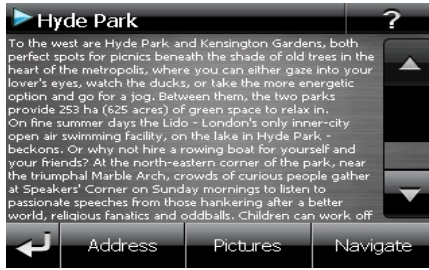 Hyde Park
?
To the west are Hyde Park and Kensington Gardens, both
perfect spots for picnics beneath the shade of old trees in the
heart of the metropolis, where you can either gaze into your
lover's eyes, watch the ducks, or take the more energetic
option and go for a jog. Between them, the two parks
provide 253 ha (625 acres) of green space to relax in.
On fine summer days the Lido - London's only inner-city
open air swimming facility, on the lake in Hyde Park -
beckons. Or why not hire a rowing boat for yourself and
your friends? At the north-eastern corner of the park, near
the triumphal Marble Arch, crowds of curious people gather
at Speakers' Corner on Sunday mornings to listen to
passionate speeches from those hankering after a better
world, religious fanatics and oddballs. Children can work off
Address
Pictures
Navigate